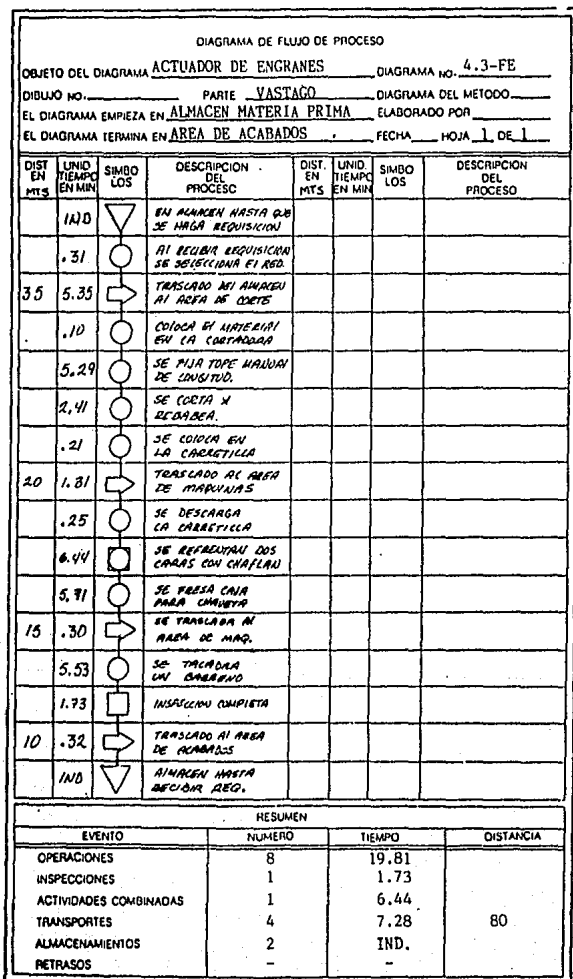 DIAGRAMA DE FLUJO DE PROCESO
OBJETO DEL DIAGRAMA ACTUADOR DE ENGRANES DIAGRAMA NO. 4.3-FE
DIBUJO NO. PARTE VASTAGO DIAGRAMA DEL METODO
EL DIAGRAMA EMPIEZA EN ALMACEN MATERIA PRIMA ELABORADO POR
EL DIAGRAMA TERMINA EN AREA DE ACABADOS FECHA HOJA 1 DE 1
DIST EN MTS UNID TIEMPO EN MIN SIMBO LOS DESCRIPCION DEL PROCESO DIST. EN MTS UNID. TIEMPO EN MIN SIMBO LOS DESCRIPCION DEL PROCESO
IND EN ALMACEN HASTA QUE
SE HAGA REQUISICION
.31 AL RECIBIR REQUISICION
SE SELECCIONA EL RED.
35 5.35 TRASLADO DEL ALMACEN
AL AREA DE CORTE
.10 COLOCA EL MATERIAL
EN LA CORTADORA
5.29 SE FIJA TOPE MANUAL
DE LONGITUD.
2.41 SE CORTA Y
REBABEA.
.21 SE COLOCA EN
LA CARRETILLA
20 1.31 TRASLADO AL AREA
DE MAQUINAS
.25 SE DESCARGA
LA CARRETILLA
6.44 SE REFRENTAN DOS
CARAS CON CHAFLAN
5.71 SE FRESA CAJA
PARA CHAVETA
15 .30 SE TRASLADA AL
AREA DE MAQ.
5.53 SE TALADRA
UN BARRENO
1.73 INSPECCION COMPLETA
10 .32 TRASLADO AL AREA
DE ACABADOS
IND ALMACEN HASTA
RECIBIR REQ.
RESUMEN
EVENTO NUMERO TIEMPO DISTANCIA
OPERACIONES 8 19.81
INSPECCIONES 1 1.73
ACTIVIDADES COMBINADAS 1 6.44
TRANSPORTES 4 7.28 80
ALMACENAMIENTOS 2 IND.
RETRASOS - -